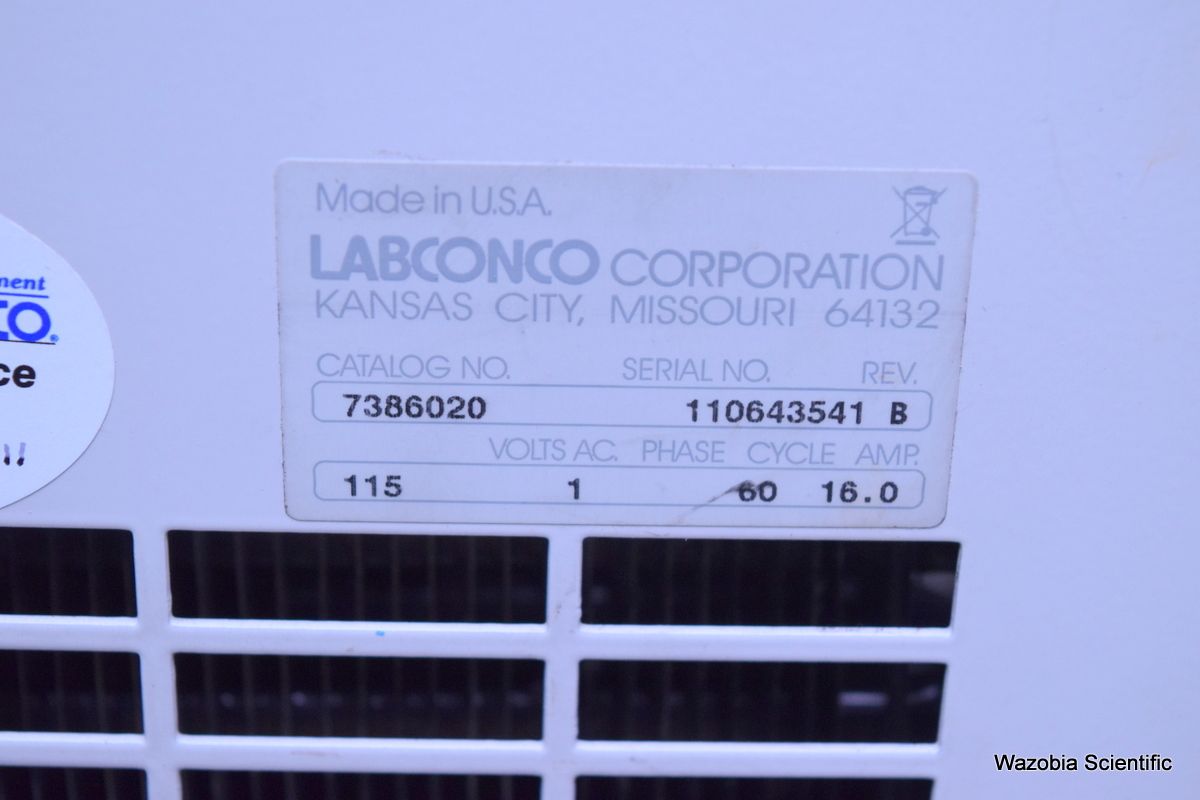 Made in U.S.A.
LABCONCO CORPORATION
KANSAS CITY, MISSOURI 64132
CATALOG NO. SERIAL NO. REV.
7386020 110643541 B
VOLTS AC. PHASE CYCLE AMP.
115 1 60 16.0
Wazobia Scientific